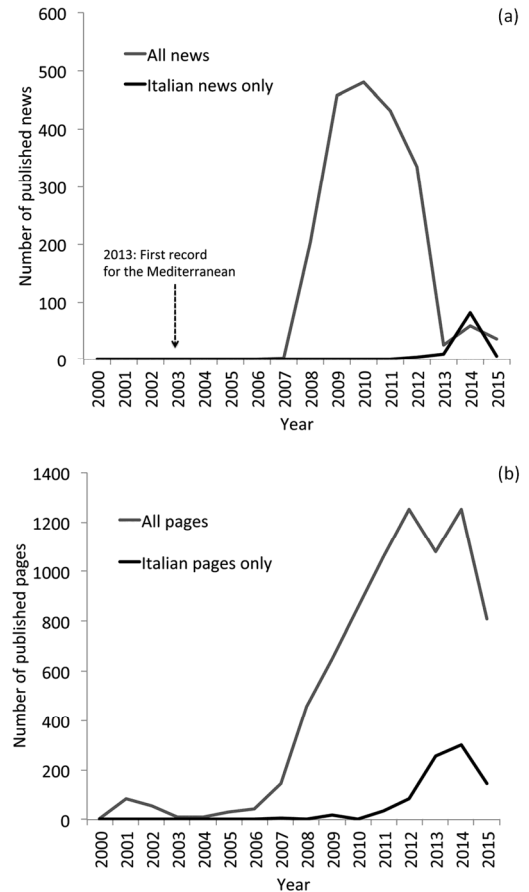 (a)
600
500
400
300
200
100
0
Number of published news
All news
Italian news only
2013: First record
for the Mediterranean
2000 2001 2002 2003 2004 2005 2006 2007 2008 2009 2010 2011 2012 2013 2014 2015
Year
(b)
1400
1200
1000
800
600
400
200
0
Number of published pages
All pages
Italian pages only
2000 2001 2002 2003 2004 2005 2006 2007 2008 2009 2010 2011 2012 2013 2014 2015
Year